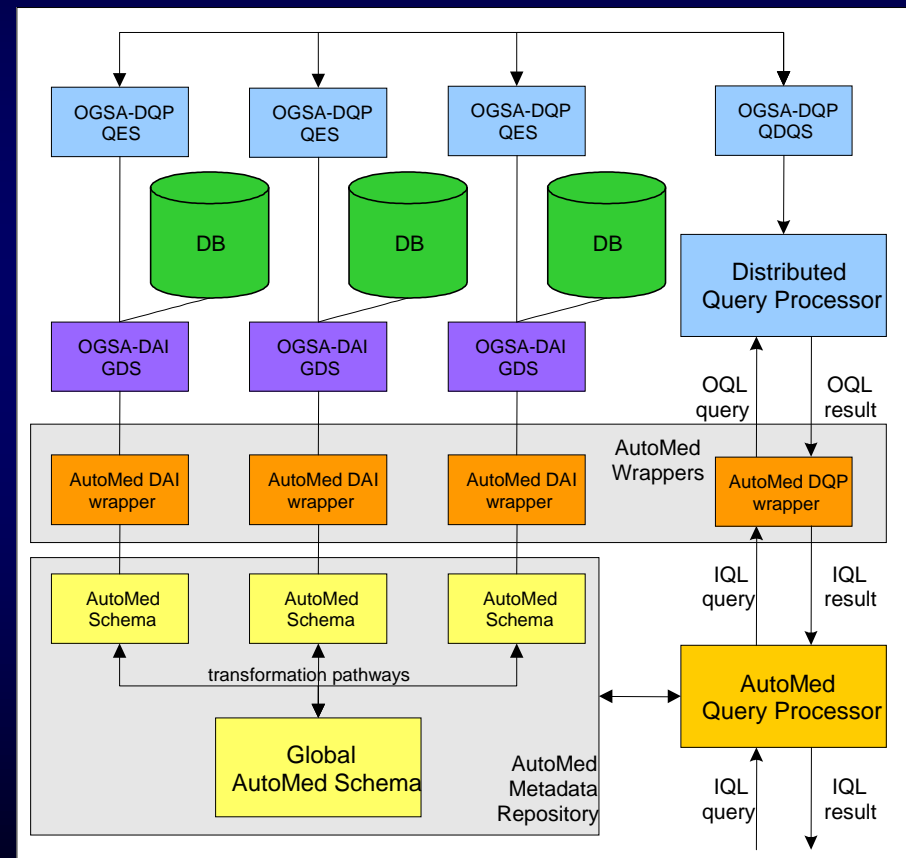 OGSA-DQP
QES
OGSA-DQP
QES
OGSA-DQP
QES
OGSA-DQP
QDQS
DB
DB
DB
Distributed
Query Processor
OGSA-DAI
GDS
OGSA-DAI
GDS
OGSA-DAI
GDS
OQL
query
OQL
result
AutoMed
Wrappers
AutoMed DAI
wrapper
AutoMed DAI
wrapper
AutoMed DAI
wrapper
AutoMed DQP
wrapper
IQL
query
IQL
result
AutoMed
Schema
AutoMed
Schema
AutoMed
Schema
transformation pathways
AutoMed
Query Processor
Global
AutoMed Schema
AutoMed
Metadata
Repository
IQL
query
IQL
result